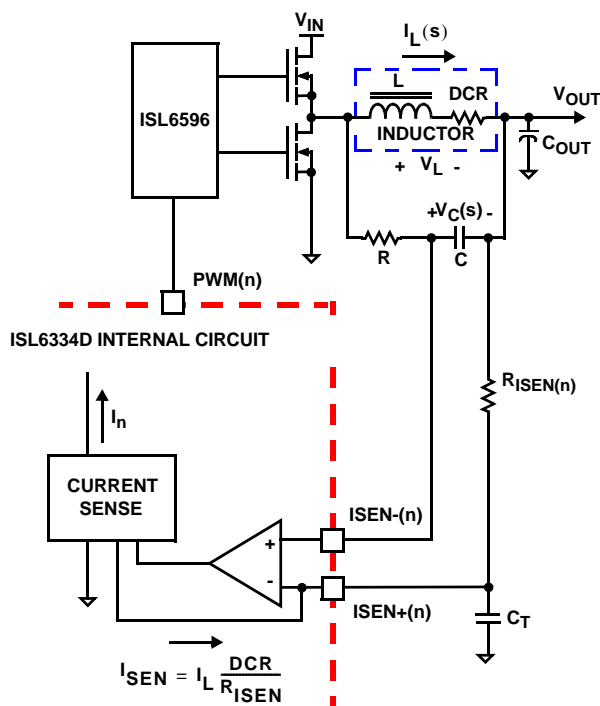 V_IN
I_L(s)
L
DCR
V_OUT
ISL6596
INDUCTOR
C_OUT
+ V_L -
+V_C(s)-
R
C
PWM(n)
ISL6334D INTERNAL CIRCUIT
R_ISEN(n)
I_n
CURRENT
SENSE
ISEN-(n)
+
-
ISEN+(n)
C_T
I_SEN = I_L DCR/R_ISEN